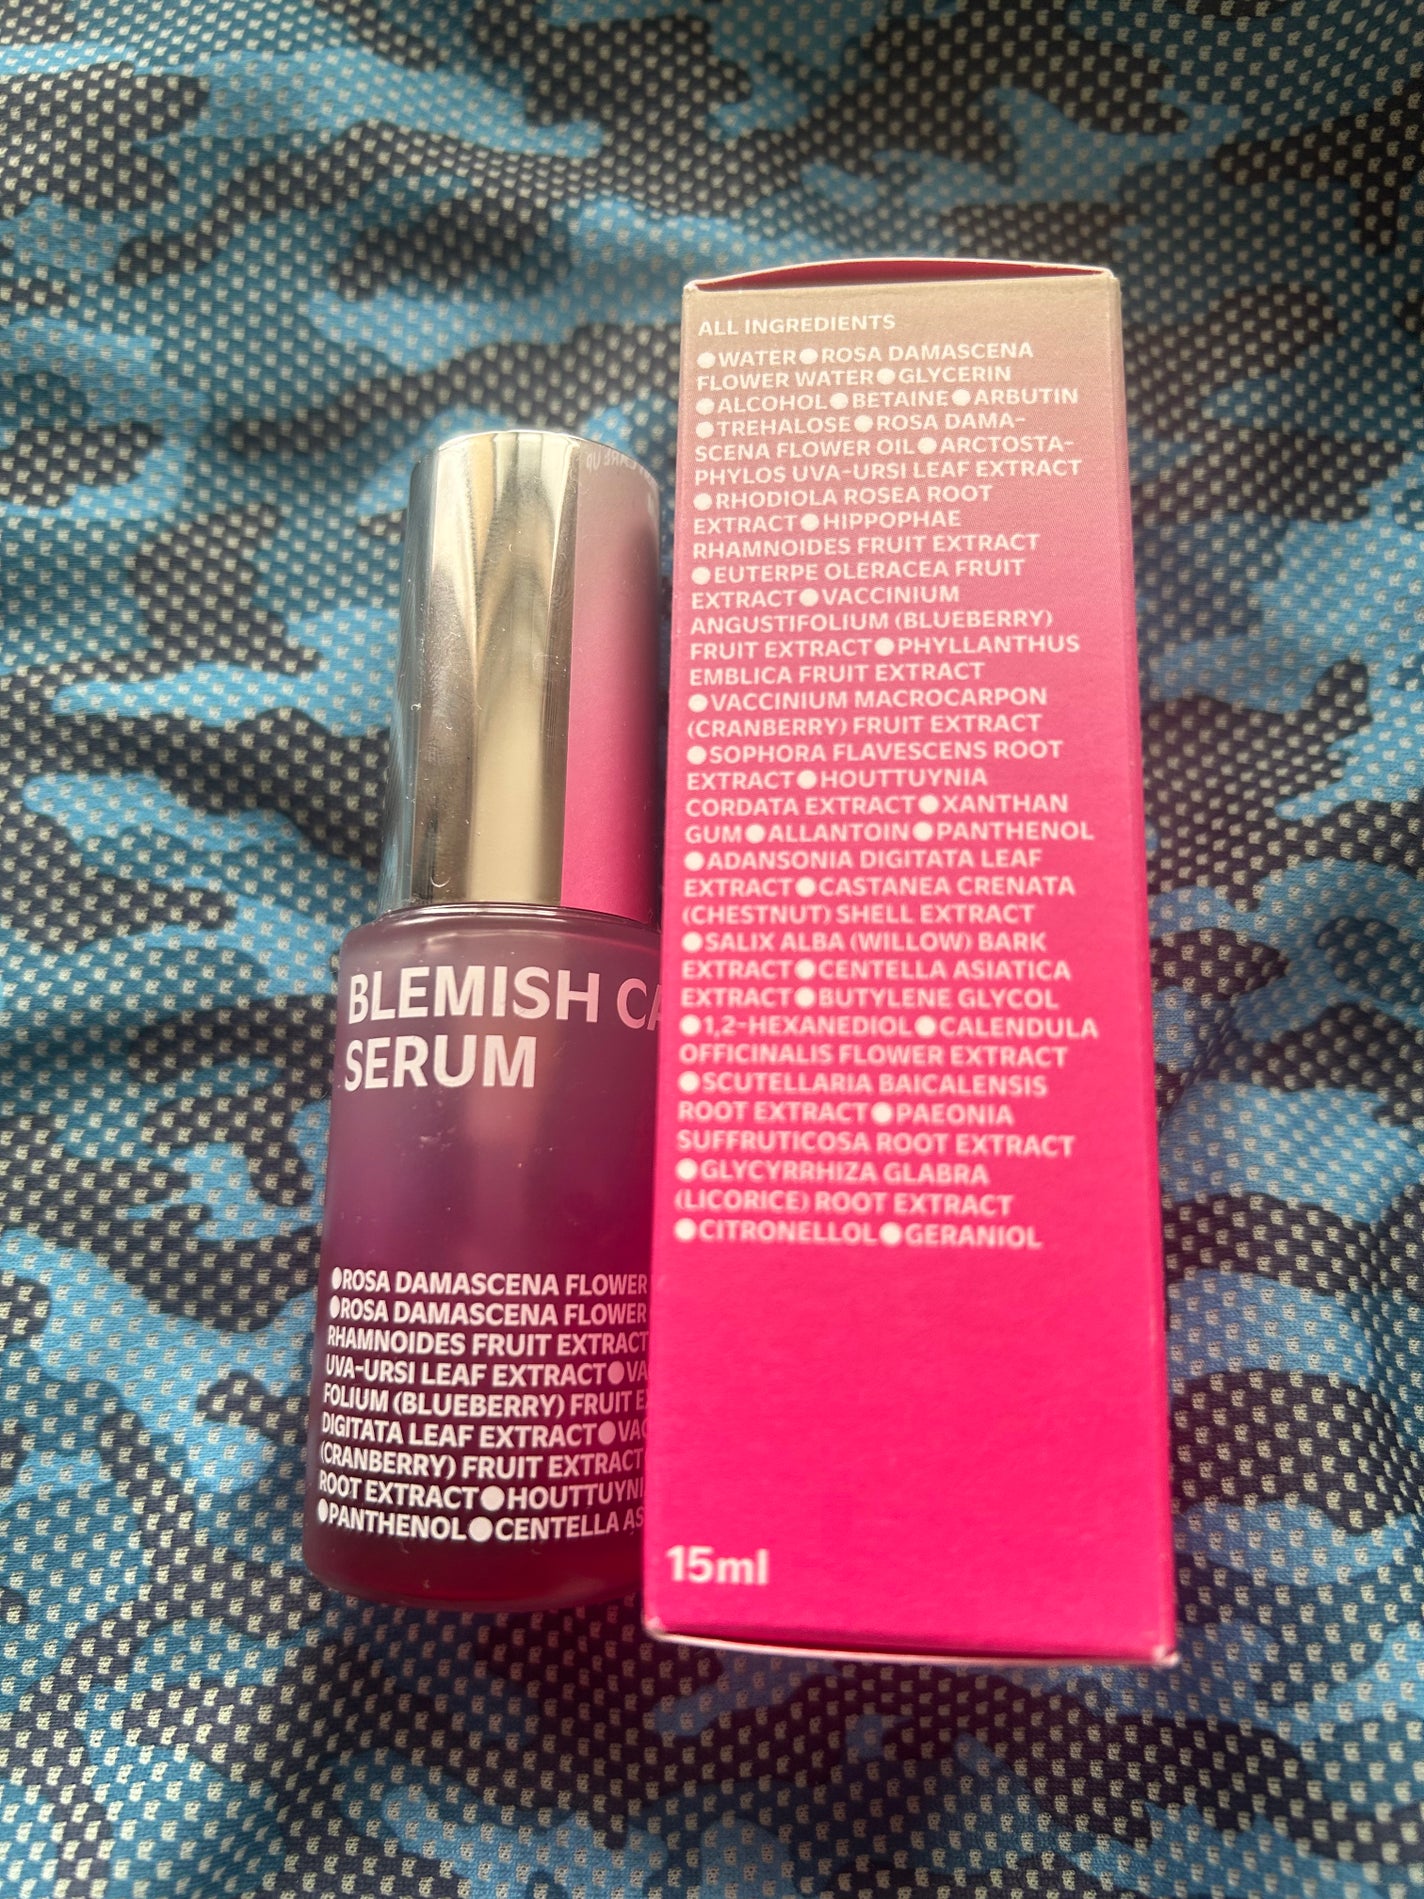 BLEMISH CA
SERUM
●ROSA DAMASCENA FLOWER
●ROSA DAMASCENA FLOWER
RHAMNOIDES FRUIT EXTRACT
UVA-URSI LEAF EXTRACT●VA
FOLIUM (BLUEBERRY) FRUIT E
DIGITATA LEAF EXTRACT●VAC
(CRANBERRY) FRUIT EXTRACT
ROOT EXTRACT●HOUTTUYNI
●PANTHENOL●CENTELLA AS
ALL INGREDIENTS
●WATER●ROSA DAMASCENA
FLOWER WATER●GLYCERIN
●ALCOHOL●BETAINE●ARBUTIN
●TREHALOSE●ROSA DAMA-
SCENA FLOWER OIL●ARCTOSTA-
PHYLOS UVA-URSI LEAF EXTRACT
●RHODIOLA ROSEA ROOT
EXTRACT●HIPPOPHAE
RHAMNOIDES FRUIT EXTRACT
●EUTERPE OLERACEA FRUIT
EXTRACT●VACCINIUM
ANGUSTIFOLIUM (BLUEBERRY)
FRUIT EXTRACT●PHYLLANTHUS
EMBLICA FRUIT EXTRACT
●VACCINIUM MACROCARPON
(CRANBERRY) FRUIT EXTRACT
●SOPHORA FLAVESCENS ROOT
EXTRACT●HOUTTUYNIA
CORDATA EXTRACT●XANTHAN
GUM●ALLANTOIN●PANTHENOL
●ADANSONIA DIGITATA LEAF
EXTRACT●CASTANEA CRENATA
(CHESTNUT) SHELL EXTRACT
●SALIX ALBA (WILLOW) BARK
EXTRACT●CENTELLA ASIATICA
EXTRACT●BUTYLENE GLYCOL
●1,2-HEXANEDIOL●CALENDULA
OFFICINALIS FLOWER EXTRACT
●SCUTELLARIA BAICALENSIS
ROOT EXTRACT●PAEONIA
SUFFRUTICOSA ROOT EXTRACT
●GLYCYRRHIZA GLABRA
(LICORICE) ROOT EXTRACT
●CITRONELLOL●GERANIOL
15ml